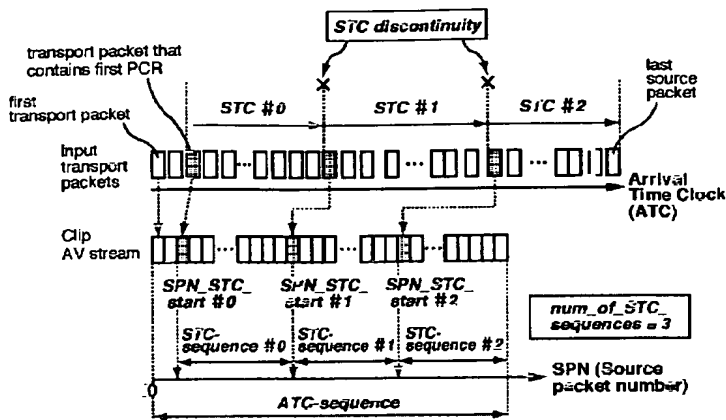 STC discontinuity
transport packet that
contains first PCR
first
transport packet
last
source
packet
STC #0
STC #1
STC #2
Input
transport
packets
Arrival
Time Clock
(ATC)
Clip
AV stream
SPN_STC_
start #0
SPN_STC_
start #1
SPN_STC_
start #2
num_of_STC_
sequences = 3
STC-
sequence #0
STC-
sequence #1
STC-
sequence #2
0
SPN (Source
packet number)
ATC-sequence